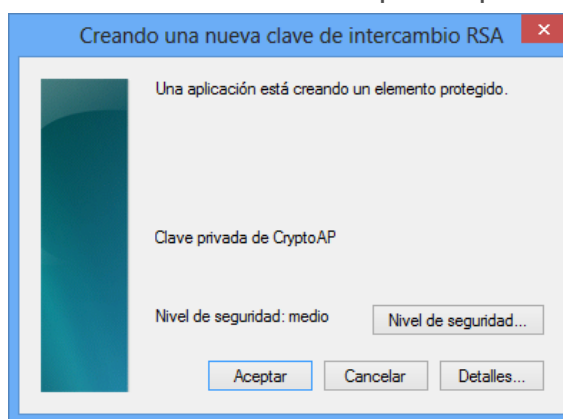 Creando una nueva clave de intercambio RSA
Una aplicación está creando un elemento protegido.
Clave privada de CryptoAP
Nivel de seguridad: medio
Nivel de seguridad...
Aceptar
Cancelar
Detalles...